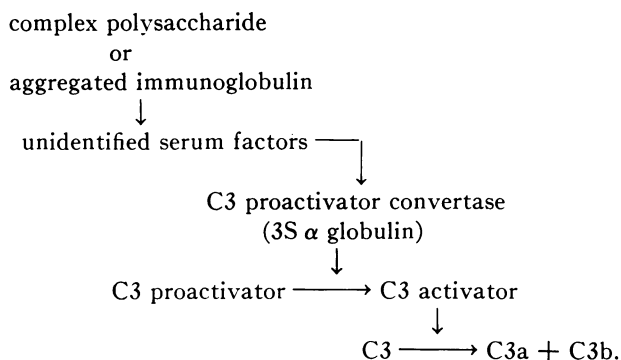 complex polysaccharide
or
aggregated immunoglobulin
↓
unidentified serum factors
C3 proactivator convertase
(3S α globulin)
↓
C3 proactivator → C3 activator
↓
C3 → C3a + C3b.